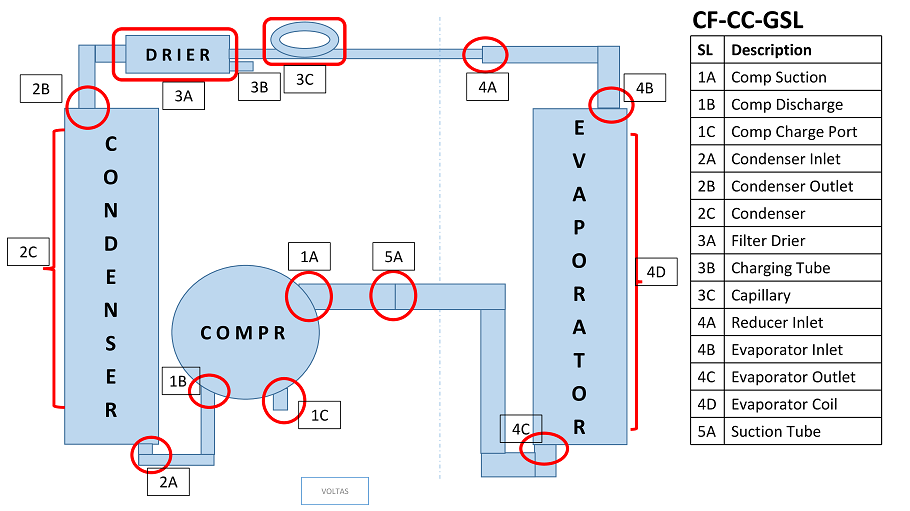 CF-CC-GSL
DRIER
2B
3A
3B
3C
4A
4B
CONDENSER
EVAPORATOR
2C
1A
5A
4D
COMPR
1B
1C
4C
2A
VOLTAS
SL Description
1A Comp Suction
1B Comp Discharge
1C Comp Charge Port
2A Condenser Inlet
2B Condenser Outlet
2C Condenser
3A Filter Drier
3B Charging Tube
3C Capillary
4A Reducer Inlet
4B Evaporator Inlet
4C Evaporator Outlet
4D Evaporator Coil
5A Suction Tube